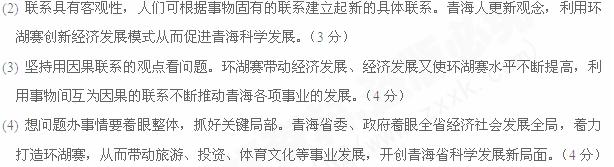 (2) 联系具有客观性，人们可根据事物固有的联系建立起新的具体联系。青海人更新观念，利用环
湖赛创新经济发展模式从而促进青海科学发展。（3 分）
(3) 坚持用因果联系的观点看问题。环湖赛带动经济发展、经济发展又使环湖赛水平不断提高，利
用事物间互为因果的联系不断推动青海各项事业的发展。（4 分）
(4) 想问题办事情要着眼整体，抓好关键局部。青海省委、政府着眼全省经济社会发展全局，着力
打造环湖赛，从而带动旅游、投资、体育文化等事业发展，开创青海省科学发展新局面。（4 分）